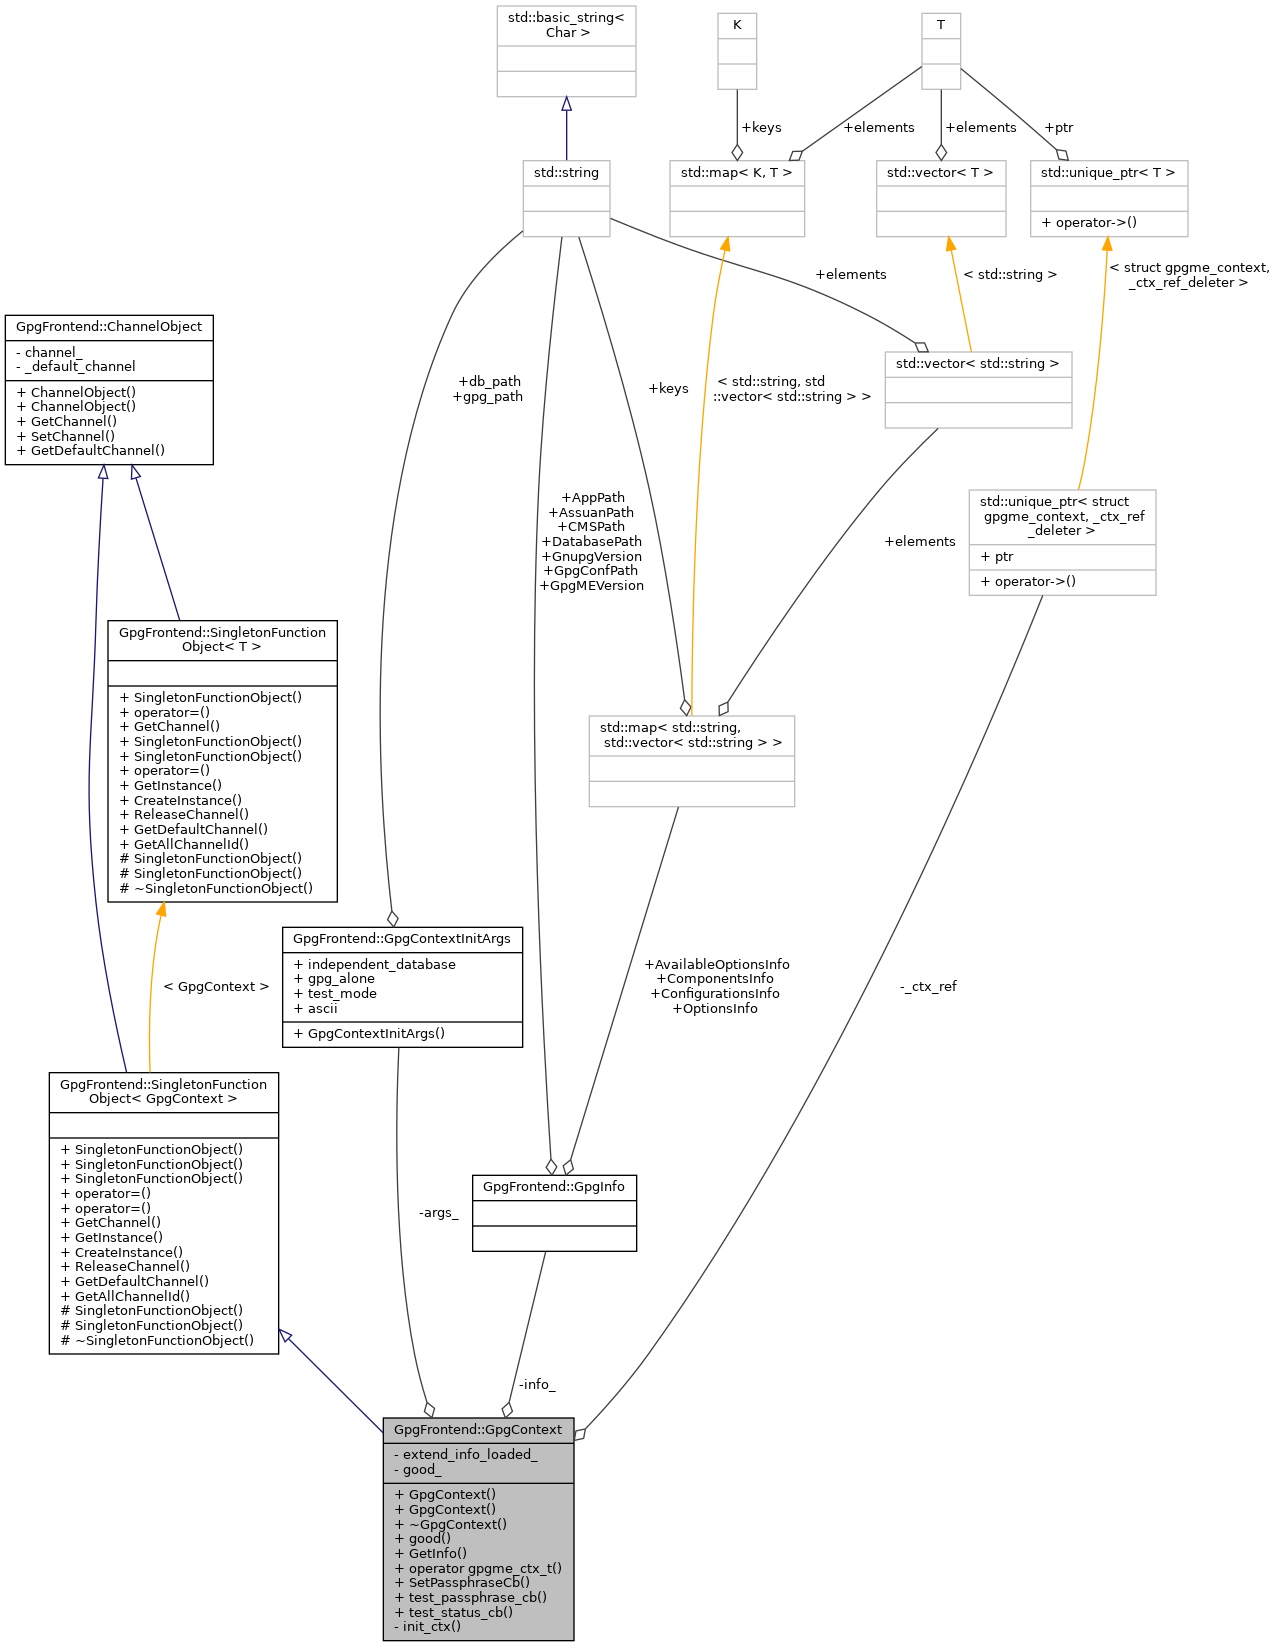 std::basic_string<
Char >
K
T
+keys
+elements
+elements
+ptr
std::string
std::map< K, T >
std::vector< T >
std::unique_ptr< T >
+ operator->()
+elements
< std::string >
< struct gpgme_context,
_ctx_ref_deleter >
GpgFrontend::ChannelObject
- channel_
- _default_channel
+ ChannelObject()
+ ChannelObject()
+ GetChannel()
+ SetChannel()
+ GetDefaultChannel()
+db_path
+gpg_path
+keys
< std::string, std
::vector< std::string > >
std::vector< std::string >
+AppPath
+AssuanPath
+CMSPath
+DatabasePath
+GnupgVersion
+GpgConfPath
+GpgMEVersion
+elements
std::unique_ptr< struct
gpgme_context, _ctx_ref
_deleter >
+ ptr
+ operator->()
GpgFrontend::SingletonFunction
Object< T >
+ SingletonFunctionObject()
+ operator=()
+ GetChannel()
+ SingletonFunctionObject()
+ SingletonFunctionObject()
+ operator=()
+ GetInstance()
+ CreateInstance()
+ ReleaseChannel()
+ GetDefaultChannel()
+ GetAllChannelId()
# SingletonFunctionObject()
# SingletonFunctionObject()
# ~SingletonFunctionObject()
std::map< std::string,
std::vector< std::string > >
< GpgContext >
GpgFrontend::GpgContextInitArgs
+ independent_database
+ gpg_alone
+ test_mode
+ ascii
+ GpgContextInitArgs()
+AvailableOptionsInfo
+ComponentsInfo
+ConfigurationsInfo
+OptionsInfo
-_ctx_ref
GpgFrontend::SingletonFunction
Object< GpgContext >
+ SingletonFunctionObject()
+ SingletonFunctionObject()
+ SingletonFunctionObject()
+ operator=()
+ operator=()
+ GetChannel()
+ GetInstance()
+ CreateInstance()
+ ReleaseChannel()
+ GetDefaultChannel()
+ GetAllChannelId()
# SingletonFunctionObject()
# SingletonFunctionObject()
# ~SingletonFunctionObject()
-args_
GpgFrontend::GpgInfo
-info_
GpgFrontend::GpgContext
- extend_info_loaded_
- good_
+ GpgContext()
+ GpgContext()
+ ~GpgContext()
+ good()
+ GetInfo()
+ operator gpgme_ctx_t()
+ SetPassphraseCb()
+ test_passphrase_cb()
+ test_status_cb()
- init_ctx()